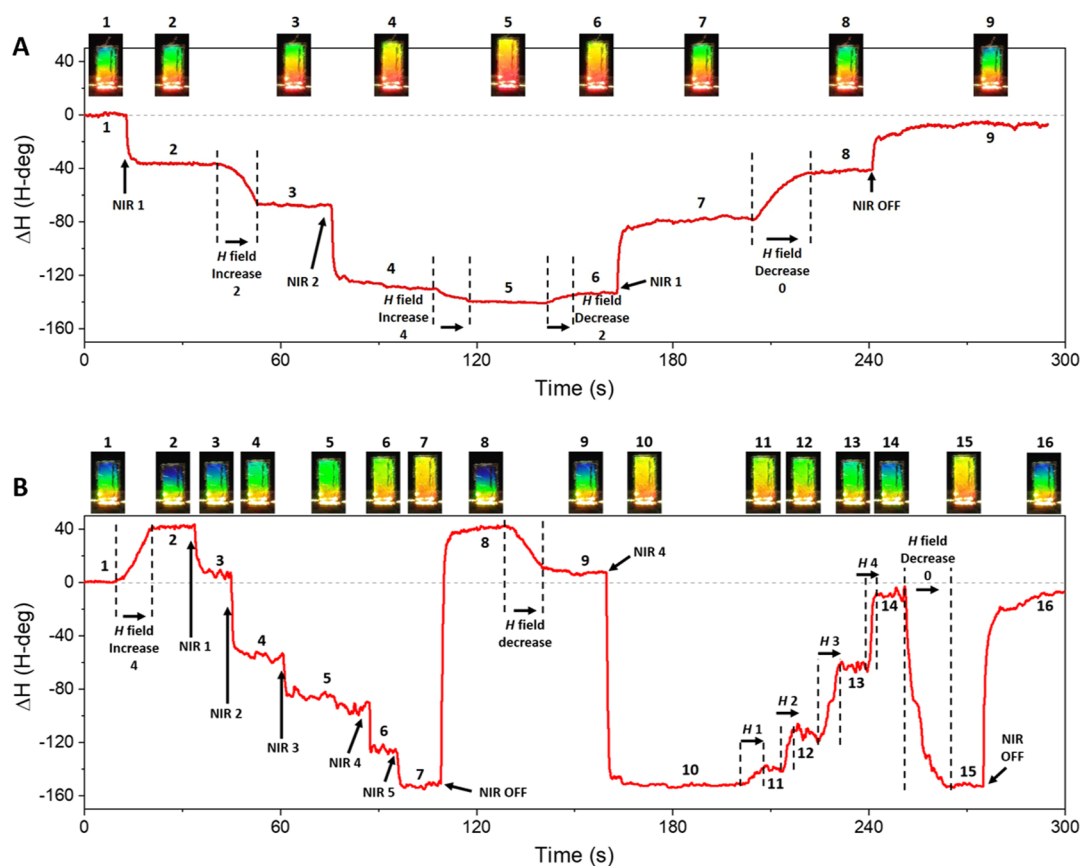 1 2 3 4 5 6 7 8 9
A
40
0
-40
-80
-120
-160
ΔH (H-deg)
1
2
3
4
5
6
7
8
9
NIR 1
H field
Increase
2
NIR 2
H field
Increase
4
H field
Decrease
2
NIR 1
H field
Decrease
0
NIR OFF
0 60 120 180 240 300
Time (s)
1 2 3 4 5 6 7 8 9 10 11 12 13 14 15 16
B
40
0
-40
-80
-120
-160
ΔH (H-deg)
1
2
3
4
5
6
7
8
9
10
11
12
13
14
15
16
H field
Increase
4
NIR 1
NIR 2
NIR 3
NIR 4
NIR 5
NIR OFF
H field
decrease
NIR 4
H 1
H 2
H 3
H 4
H field
Decrease
0
NIR
OFF
0 60 120 180 240 300
Time (s)